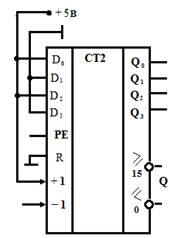 +5В
D₀ CT2 Q₀
D₁ Q₁
D₂ Q₂
D₃ Q₃
PE
R ≥
15
+1 Q
−1 <
0